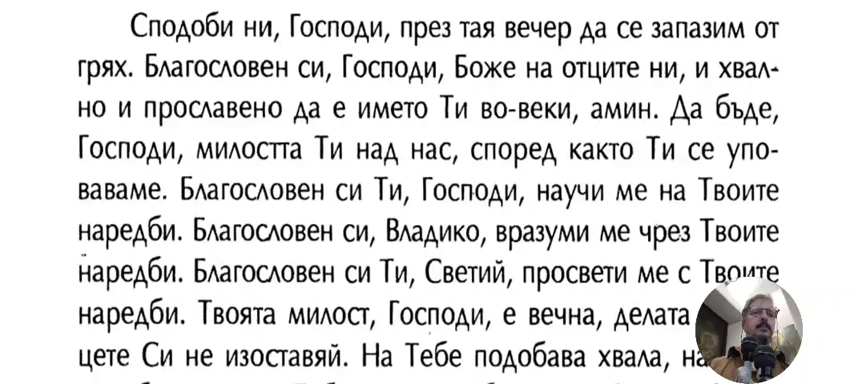 Сподоби ни, Господи, през тая вечер да се запазим от
грях. Благословен си, Господи, Боже на отците ни, и хвал-
но и прославено да е името Ти во-веки, амин. Да бъде,
Господи, милостта Ти над нас, според както Ти се упо-
ваваме. Благословен си Ти, Господи, научи ме на Твоите
наредби. Благословен си, Владико, вразуми ме чрез Твоите
наредби. Благословен си Ти, Светий, просвети ме с Твоите
наредби. Твоята милост, Господи, е вечна, делата
цете Си не изоставяй. На Тебе подобава хвала, на